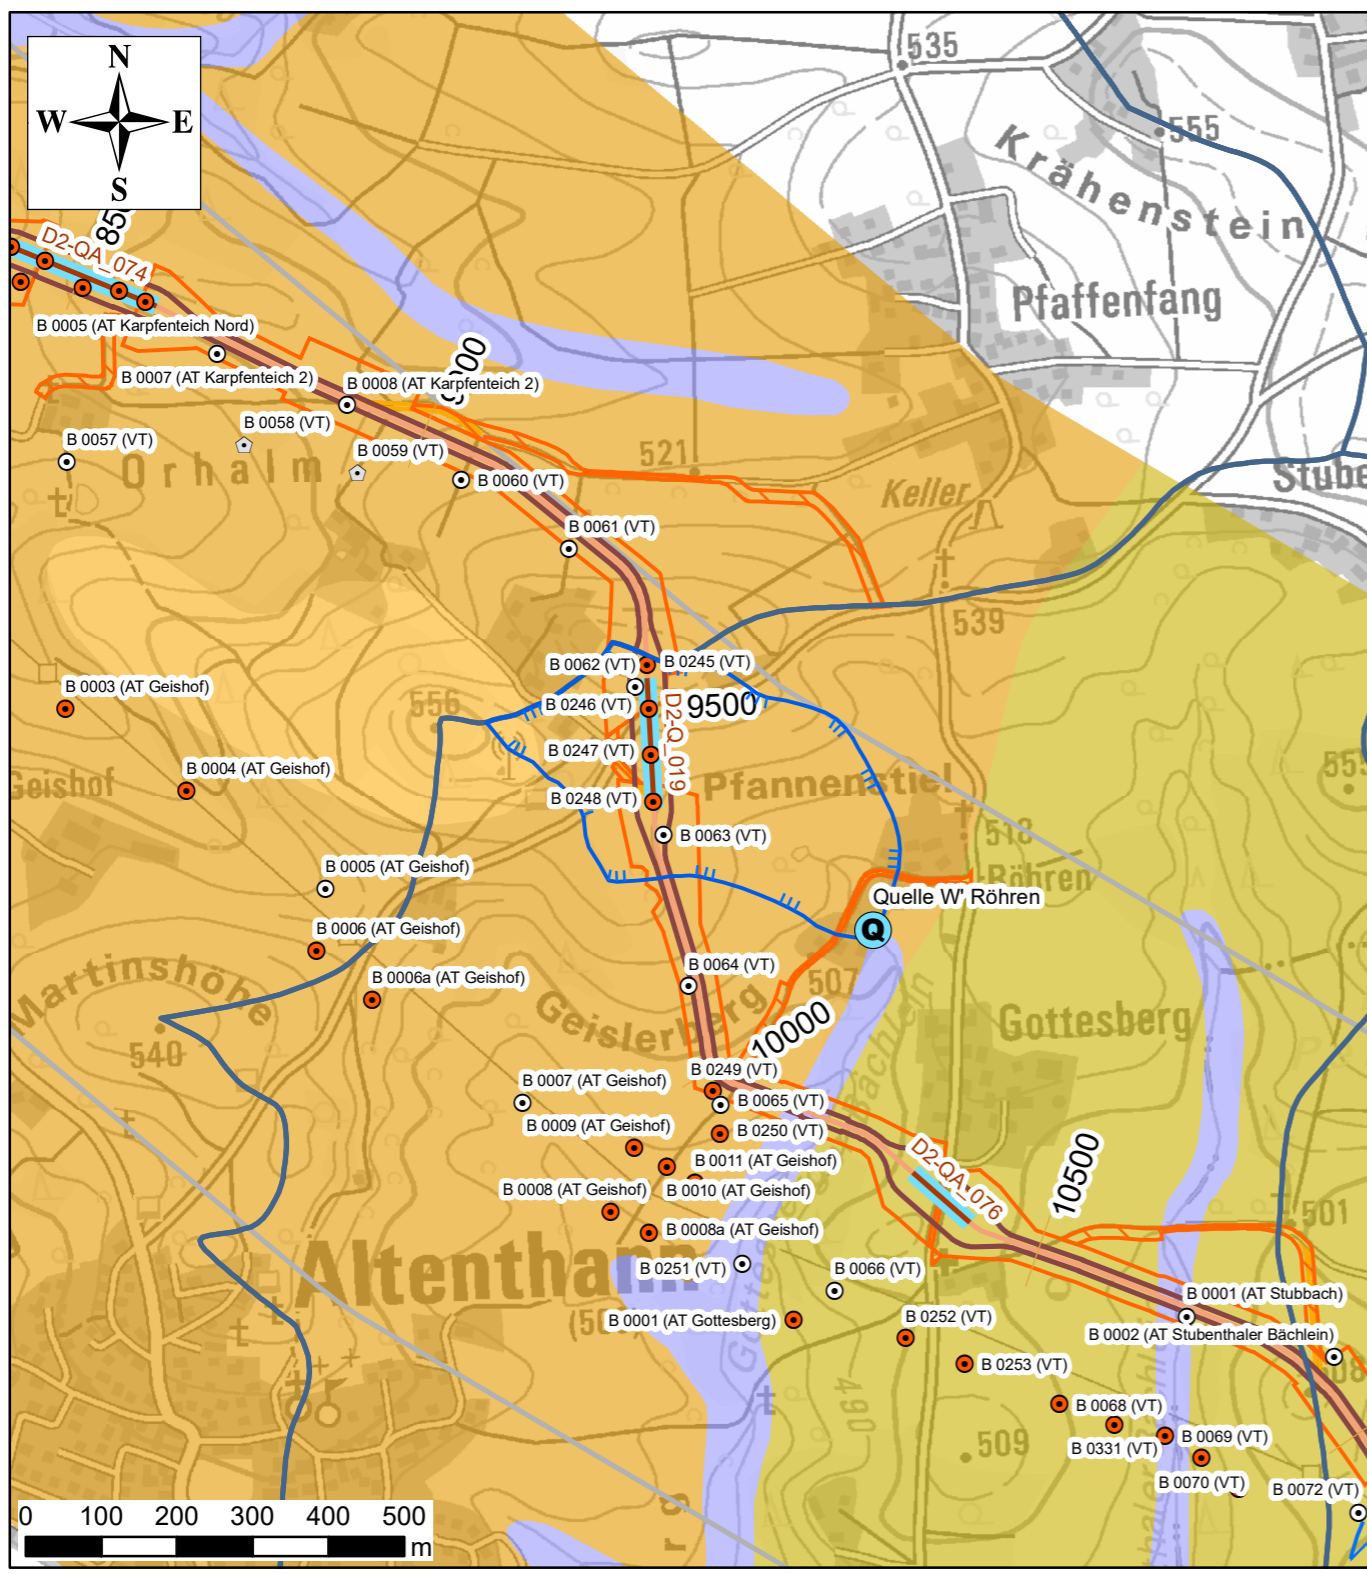 N
W E
S
535
555
Krähenstein
Pfaffenfang
D2-QA_074
B 0005 (AT Karpfenteich Nord)
B 0007 (AT Karpfenteich 2)
B 0008 (AT Karpfenteich 2)
B 0058 (VT)
B 0057 (VT)
B 0059 (VT)
Orhalm
B 0060 (VT)
521
Keller
B 0061 (VT)
539
B 0062 (VT)
B 0245 (VT)
B 0003 (AT Geishof)
556
B 0246 (VT)
9500
D2-Q_019
B 0247 (VT)
B 0004 (AT Geishof)
Geishof
Pfannenstiel
B 0248 (VT)
B 0063 (VT)
518
Röhren
B 0005 (AT Geishof)
Quelle W' Röhren
Q
B 0006 (AT Geishof)
B 0006a (AT Geishof)
B 0064 (VT)
507
Martinshöhe
Geislerberg
Gottesberg
540
10000
B 0249 (VT)
B 0007 (AT Geishof)
B 0065 (VT)
B 0009 (AT Geishof)
B 0250 (VT)
B 0011 (AT Geishof)
D2-QA_076
10500
B 0008 (AT Geishof)
B 0010 (AT Geishof)
501
B 0008a (AT Geishof)
Altenthann
B 0251 (VT)
B 0066 (VT)
B 0001 (AT Stubbach)
B 0001 (AT Gottesberg)
B 0252 (VT)
B 0002 (AT Stubenthaler Bächlein)
B 0253 (VT)
508
460
B 0068 (VT)
509
B 0331 (VT)
B 0069 (VT)
B 0070 (VT)
B 0072 (VT)
0 100 200 300 400 500
m